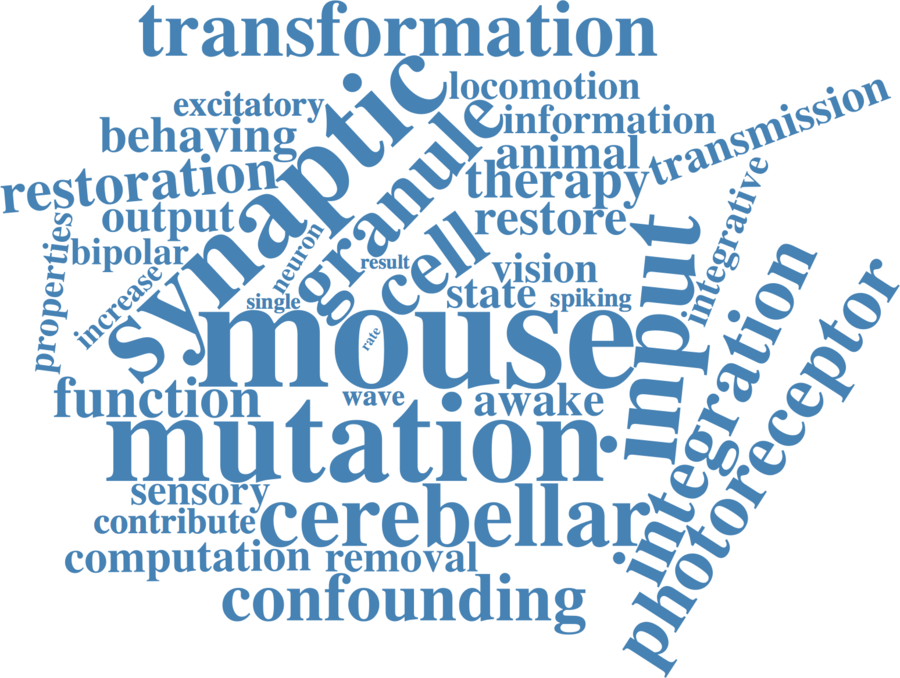 transformation
synaptic
locomotion
excitatory
granule
information
transmission
behaving
animal
therapy
restoration
integrative
output
restore
input
properties
bipolar
neuron
result
cell
vision
increase
single
state
spiking
integration
mouse
rate
photoreceptor
function
wave
awake
mutation
sensory
cerebellar
contribute
computation
removal
confounding